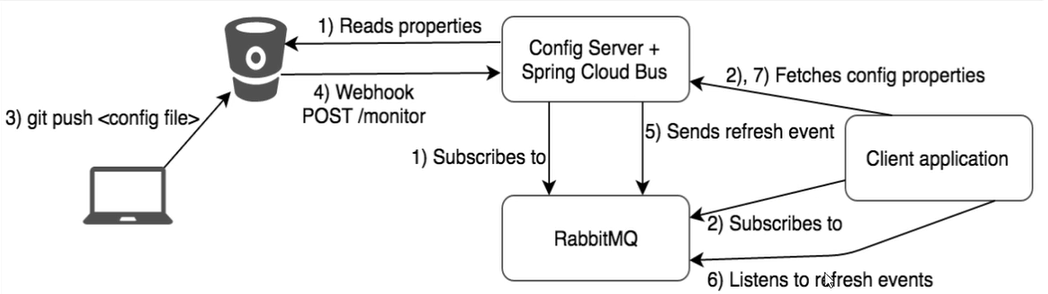 1) Reads properties
Config Server +
Spring Cloud Bus
2), 7) Fetches config properties
4) Webhook
POST /monitor
3) git push <config file>
5) Sends refresh event
1) Subscribes to
Client application
RabbitMQ
2) Subscribes to
6) Listens to refresh events